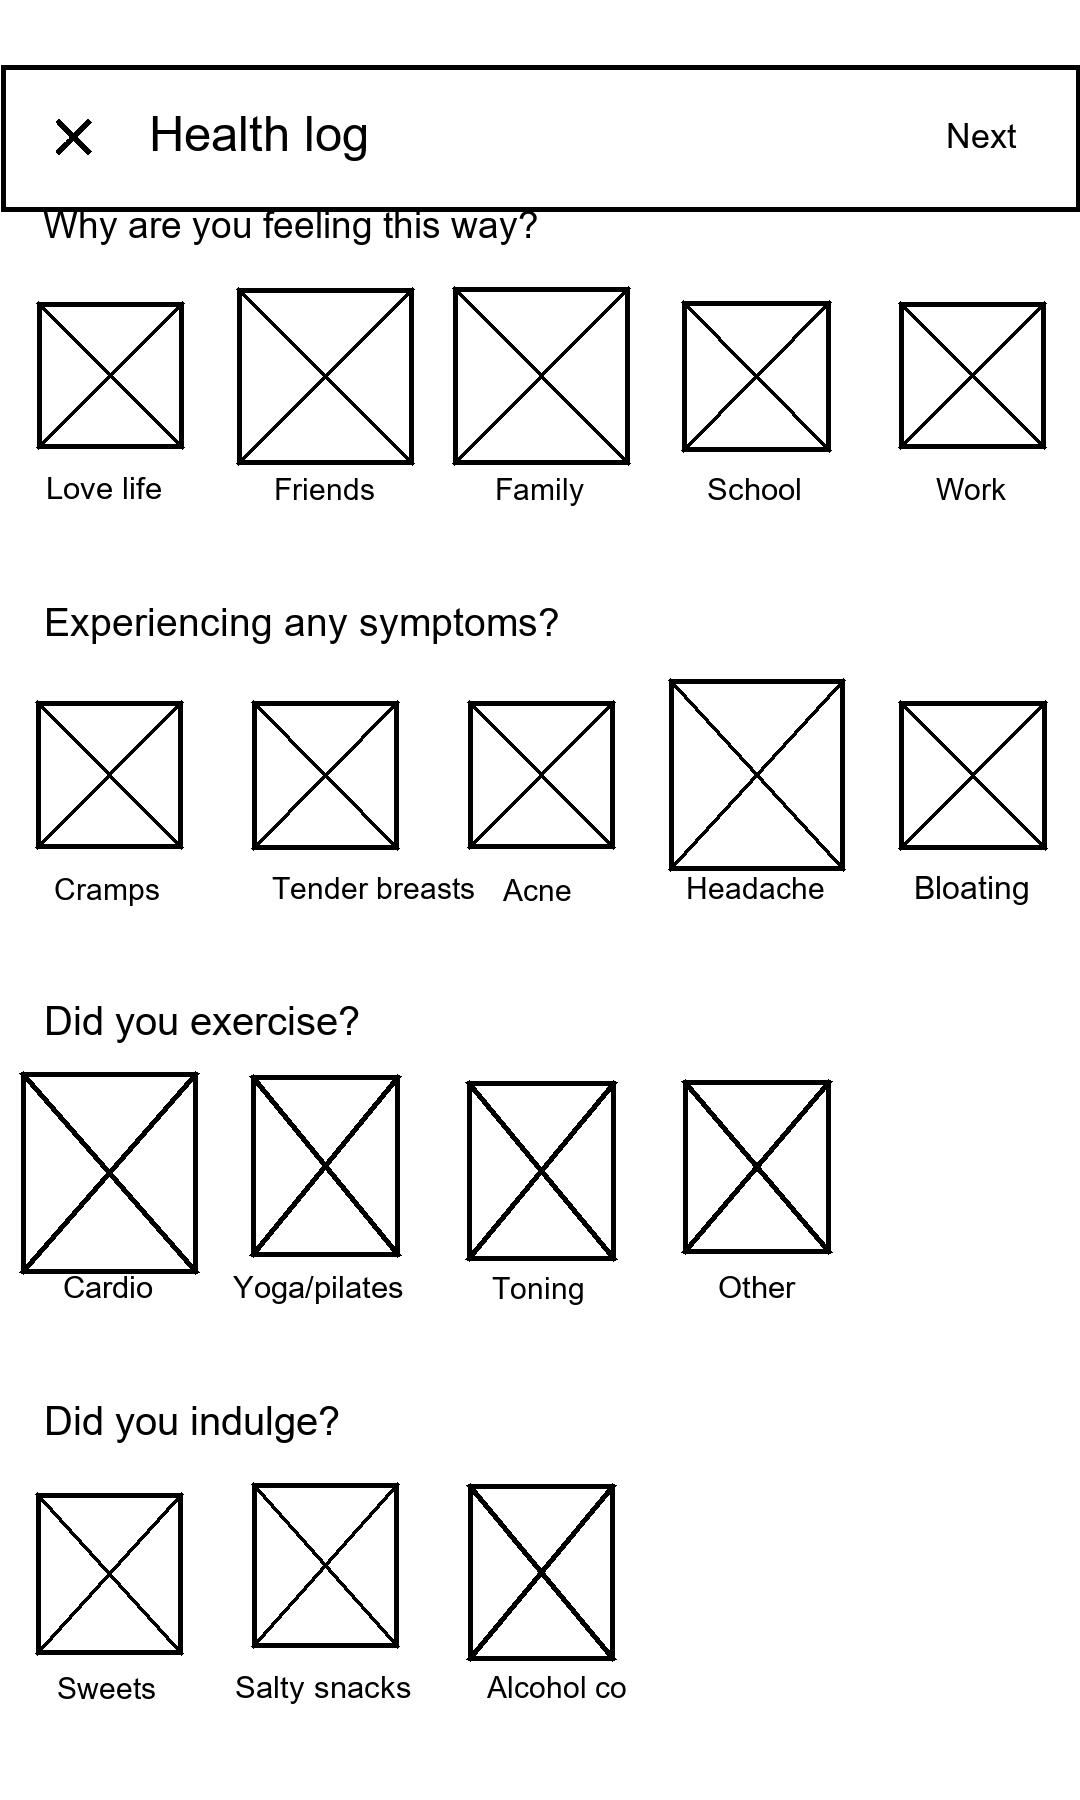 Health log
Next
Why are you feeling this way?
Love life Friends Family School Work
Experiencing any symptoms?
Cramps Tender breasts Acne Headache Bloating
Did you exercise?
Cardio Yoga/pilates Toning Other
Did you indulge?
Sweets Salty snacks Alcohol co